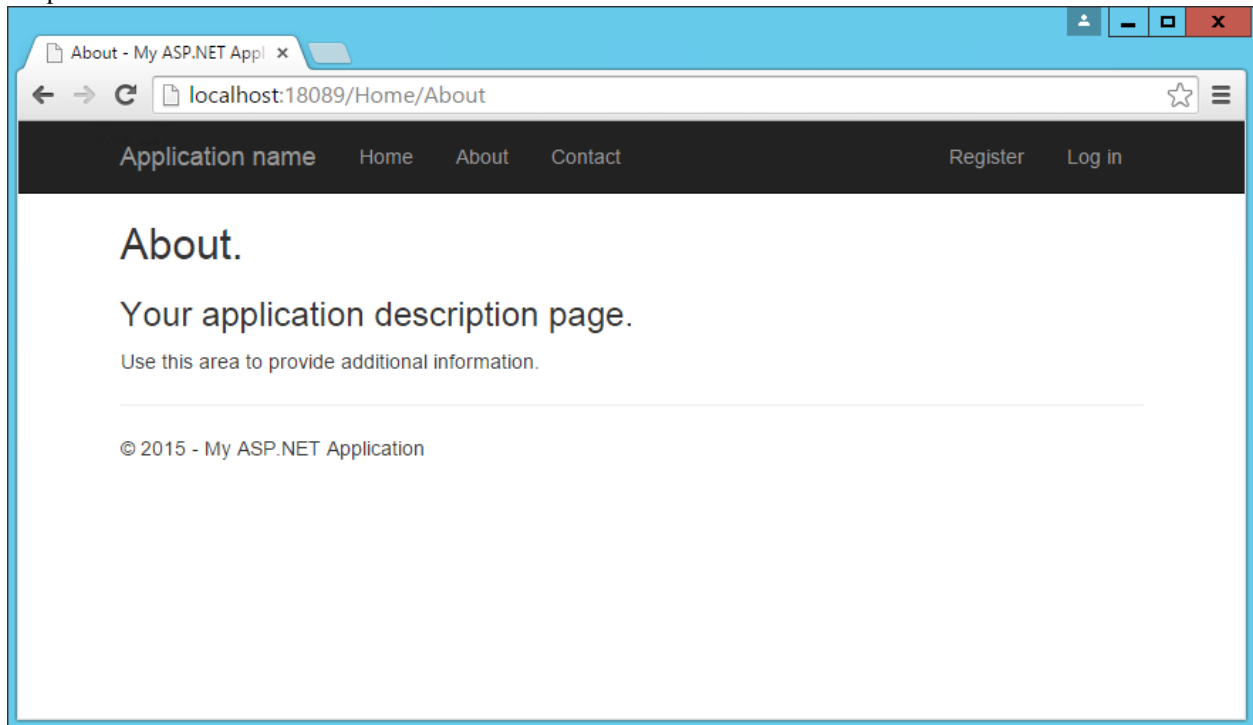 About - My ASP.NET Appl
localhost:18089/Home/About
Application name Home About Contact Register Log in
About.
Your application description page.
Use this area to provide additional information.
© 2015 - My ASP.NET Application